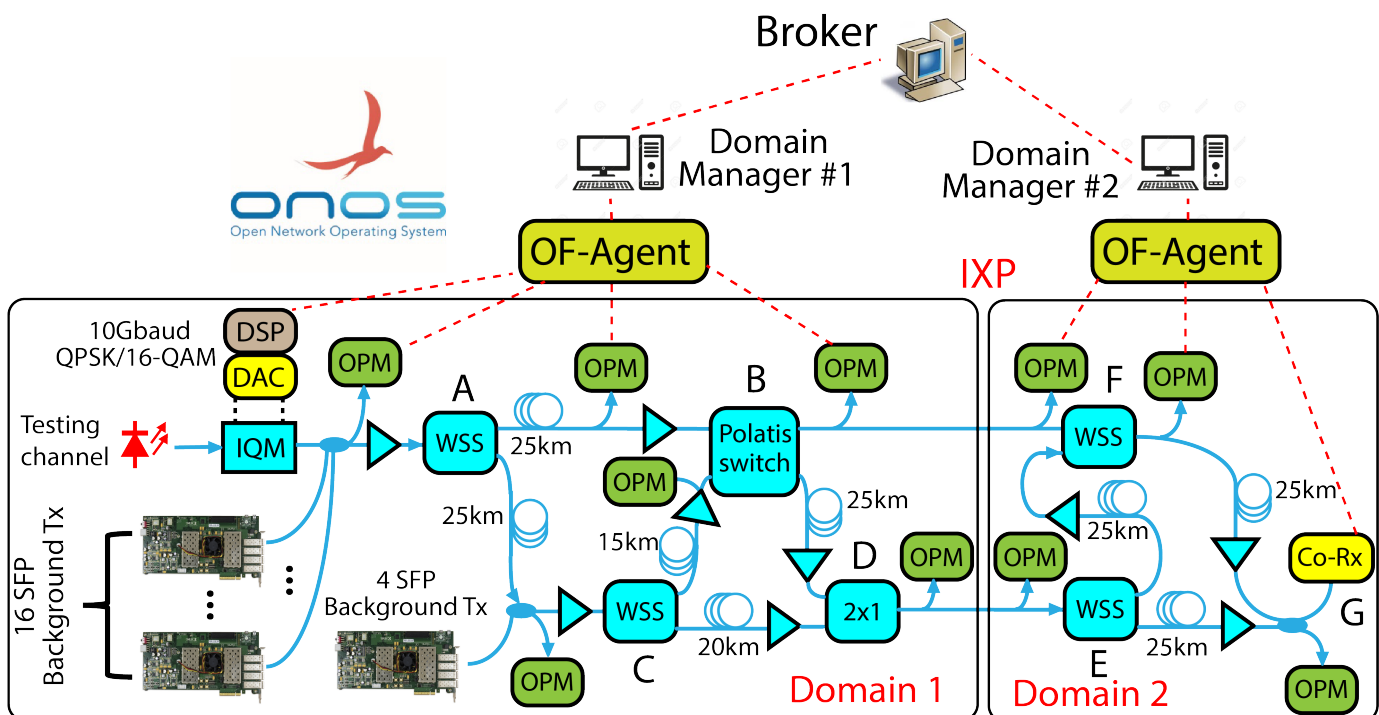 Broker
Domain
Manager #1
Domain
Manager #2
onos
Open Network Operating System
OF-Agent
OF-Agent
IXP
10Gbaud
QPSK/16-QAM
DSP
DAC
OPM
A
OPM
B
OPM
OPM
F
OPM
Testing
channel
IQM
WSS
25km
Polatis
switch
WSS
OPM
25km
25km
25km
25km
15km
D
OPM
OPM
Co-Rx
16 SFP
Background Tx
4 SFP
Background Tx
WSS
2x1
WSS
G
20km
25km
C
E
OPM
OPM
Domain 1
Domain 2